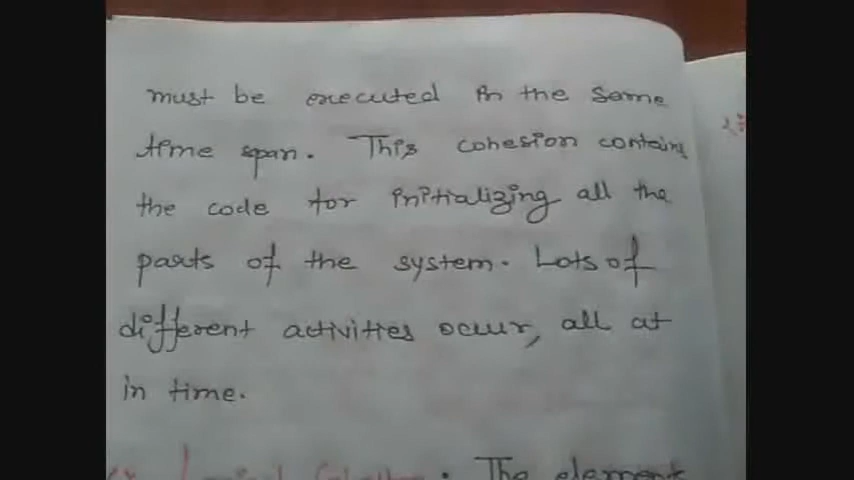 must be executed in the same
time span. This cohesion contains
the code for initializing all the
parts of the system. Lots of
different activities occur, all at
in time.
The element